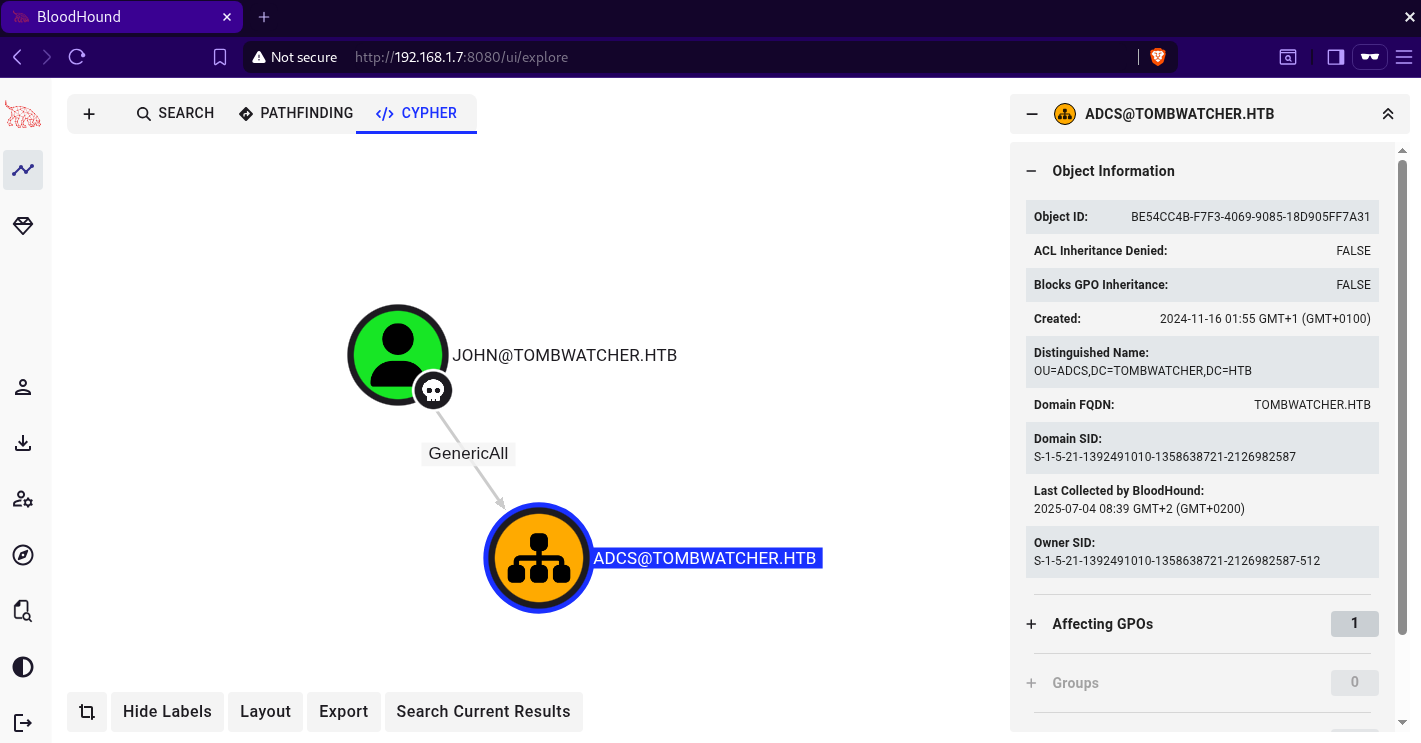 BloodHound
Not secure http://192.168.1.7:8080/ui/explore
SEARCH PATHFINDING CYPHER
JOHN@TOMBWATCHER.HTB
GenericAll
ADCS@TOMBWATCHER.HTB
Hide Labels Layout Export Search Current Results
ADCS@TOMBWATCHER.HTB
Object Information
Object ID: BE54CC4B-F7F3-4069-9085-18D905FF7A31
ACL Inheritance Denied: FALSE
Blocks GPO Inheritance: FALSE
Created: 2024-11-16 01:55 GMT+1 (GMT+0100)
Distinguished Name:
OU=ADCS,DC=TOMBWATCHER,DC=HTB
Domain FQDN: TOMBWATCHER.HTB
Domain SID:
S-1-5-21-1392491010-1358638721-2126982587
Last Collected by BloodHound:
2025-07-04 08:39 GMT+2 (GMT+0200)
Owner SID:
S-1-5-21-1392491010-1358638721-2126982587-512
Affecting GPOs 1
Groups 0